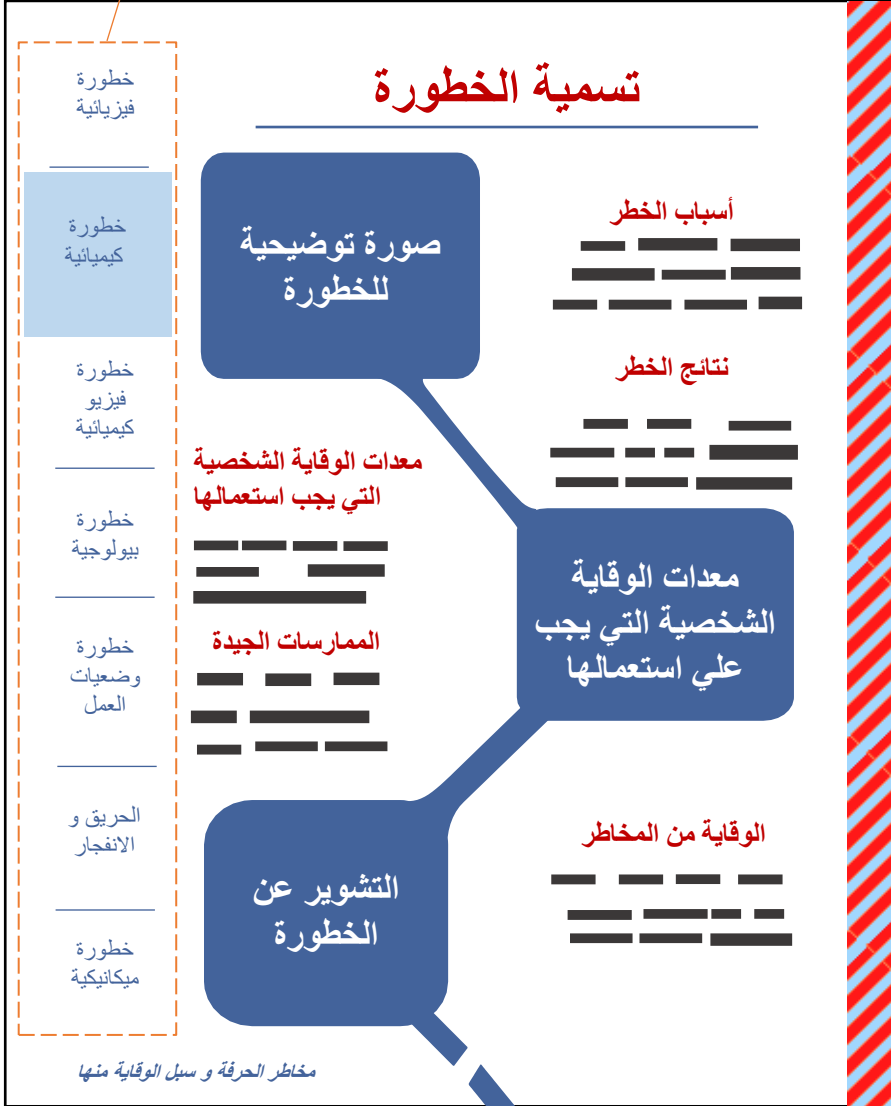 تسمية الخطورة
خطورة
فيزيائية
خطورة
كيميائية
خطورة
فيزيو
كيميائية
خطورة
بيولوجية
خطورة
وضعيات
العمل
الحريق و
الانفجار
خطورة
ميكانيكية
صورة توضيحية
للخطورة
أسباب الخطر
نتائج الخطر
معدات الوقاية الشخصية
التي يجب استعمالها
معدات الوقاية
الشخصية التي يجب
علي استعمالها
الممارسات الجيدة
التشوير عن
الخطورة
الوقاية من المخاطر
مخاطر الحرفة و سبل الوقاية منها